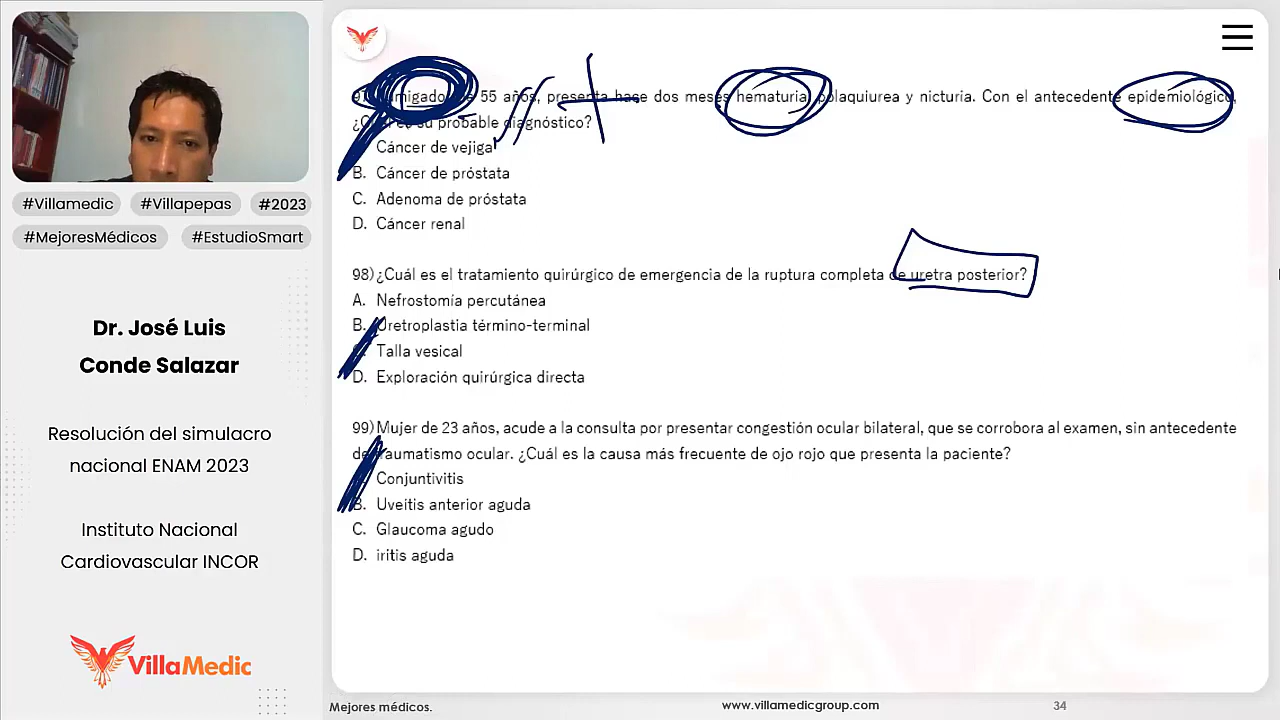 #Villamedic #Villapepas #2023
#MejoresMédicos #EstudioSmart
Dr. José Luis
Conde Salazar
Resolución del simulacro
nacional ENAM 2023
Instituto Nacional
Cardiovascular INCOR
VillaMedic
de 55 años, presenta hace dos meses hematuria, polaquiurea y nicturia. Con el antecedente epidemiológico,
su probable diagnóstico?
Cáncer de vejiga
B. Cáncer de próstata
C. Adenoma de próstata
D. Cáncer renal
98)¿Cuál es el tratamiento quirúrgico de emergencia de la ruptura completa de uretra posterior?
A. Nefrostomía percutánea
B. Uretroplastia término-terminal
Talla vesical
D. Exploración quirúrgica directa
99)Mujer de 23 años, acude a la consulta por presentar congestión ocular bilateral, que se corrobora al examen, sin antecedente
de traumatismo ocular. ¿Cuál es la causa más frecuente de ojo rojo que presenta la paciente?
Conjuntivitis
B. Uveítis anterior aguda
C. Glaucoma agudo
D. iritis aguda
Mejores médicos. www.villamedicgroup.com 34